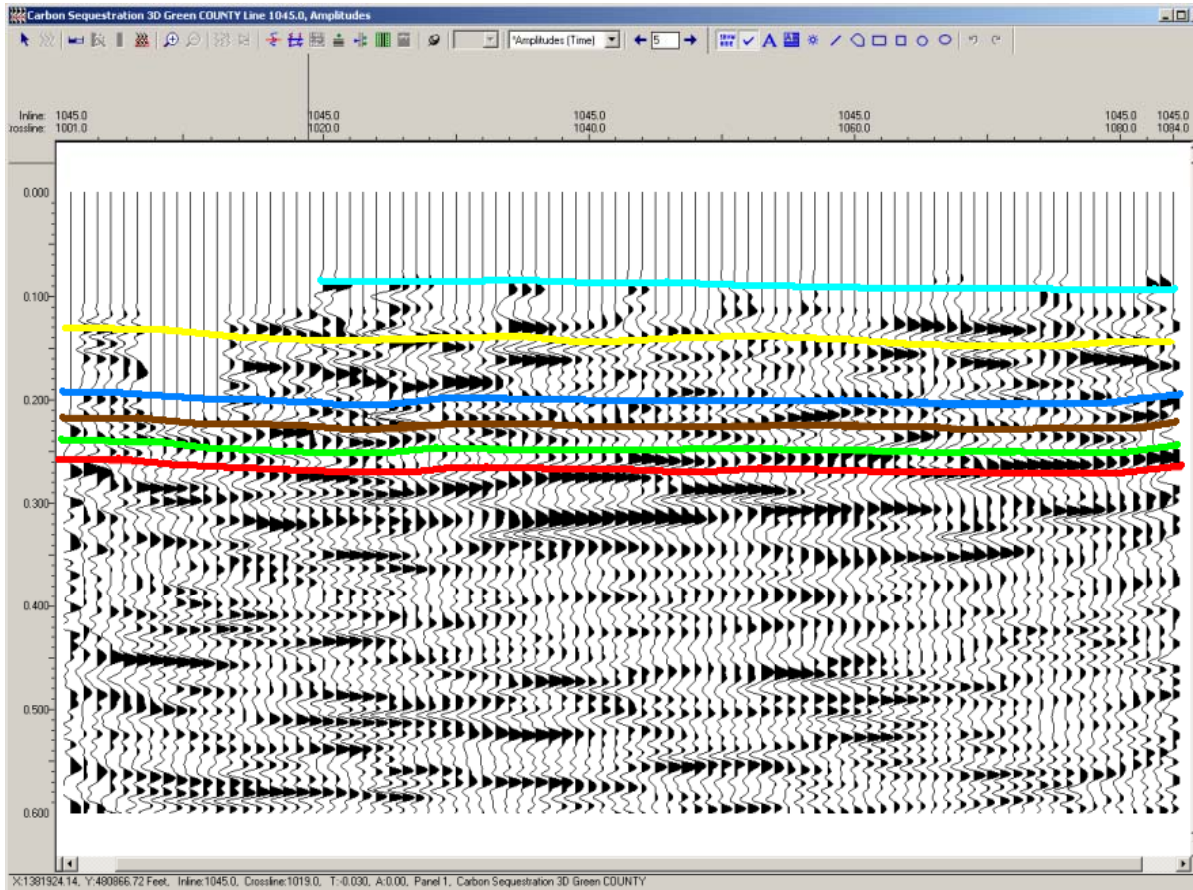 Carbon Sequestration 3D Green COUNTY Line 1045.0, Amplitudes
*Amplitudes (Time) 5 A
Inline: 1045.0 1045.0 1045.0 1045.0 1045.0 1045.0
rossline: 1001.0 1020.0 1040.0 1060.0 1080.0 1084.0
0.000
0.100
0.200
0.300
0.400
0.500
0.600
X:1381924.14, Y:480866.72 Feet, Inline:1045.0, Crossline:1019.0, T:-0.030, A:0.00, Panel 1, Carbon Sequestration 3D Green COUNTY